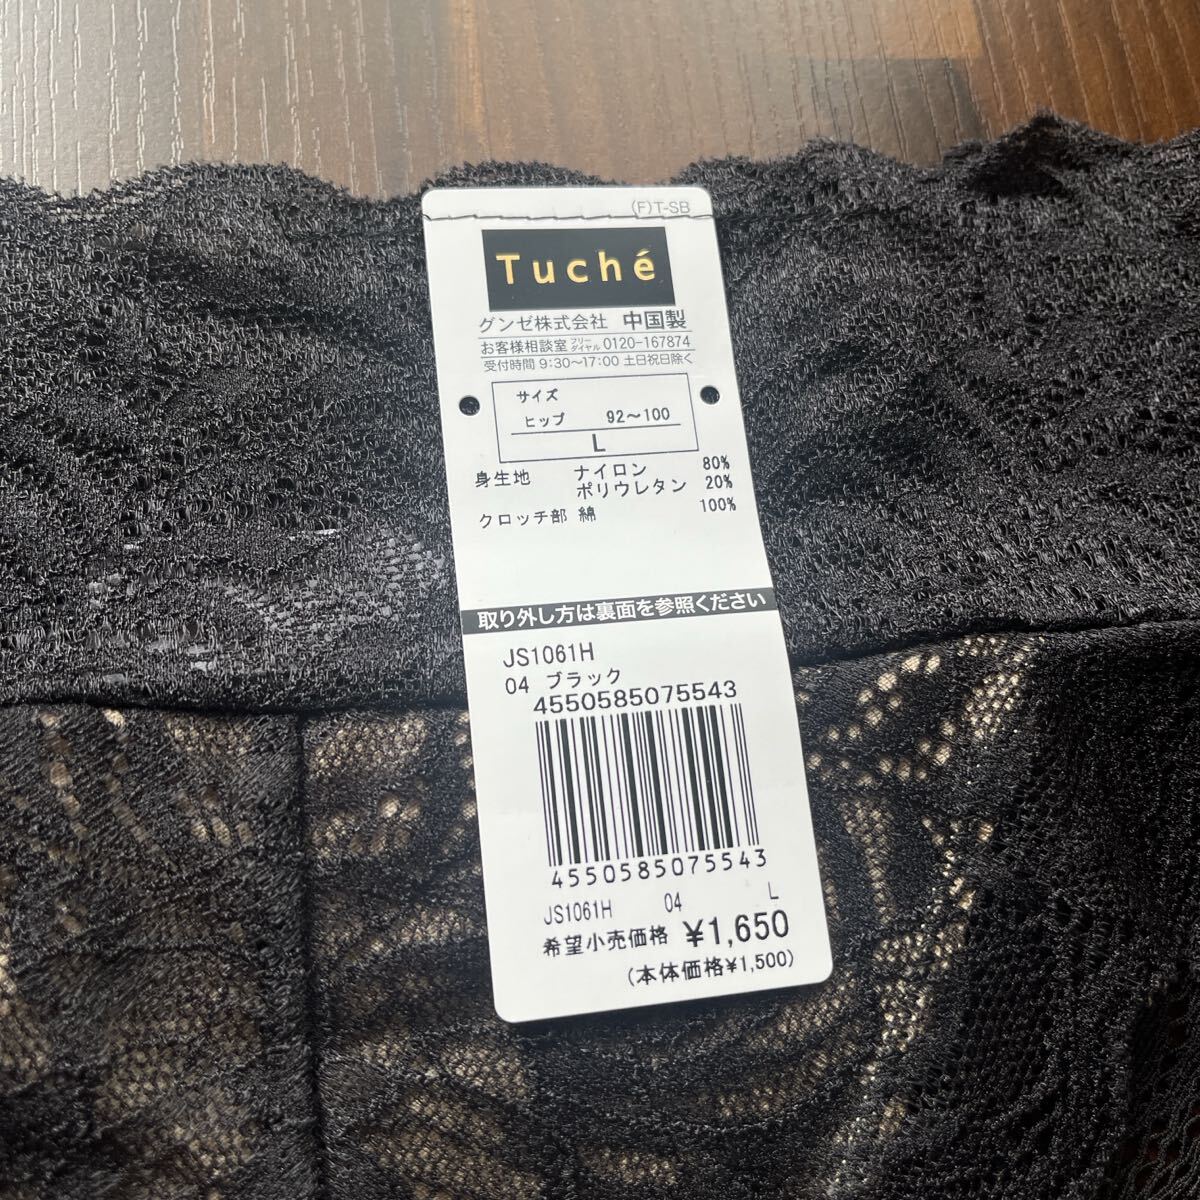 (F)T-SB
Tuché
グンゼ株式会社 中国製
お客様相談室 フリーダイヤル 0120-167874
受付時間 9:30～17:00 土日祝日除く
サイズ
ヒップ 92～100
L
身生地 ナイロン 80%
ポリウレタン 20%
クロッチ部 綿 100%
取り外し方は裏面を参照ください
JS1061H
04 ブラック
4550585075543
4550585075543
JS1061H 04 L
希望小売価格 ¥1,650
(本体価格¥1,500)